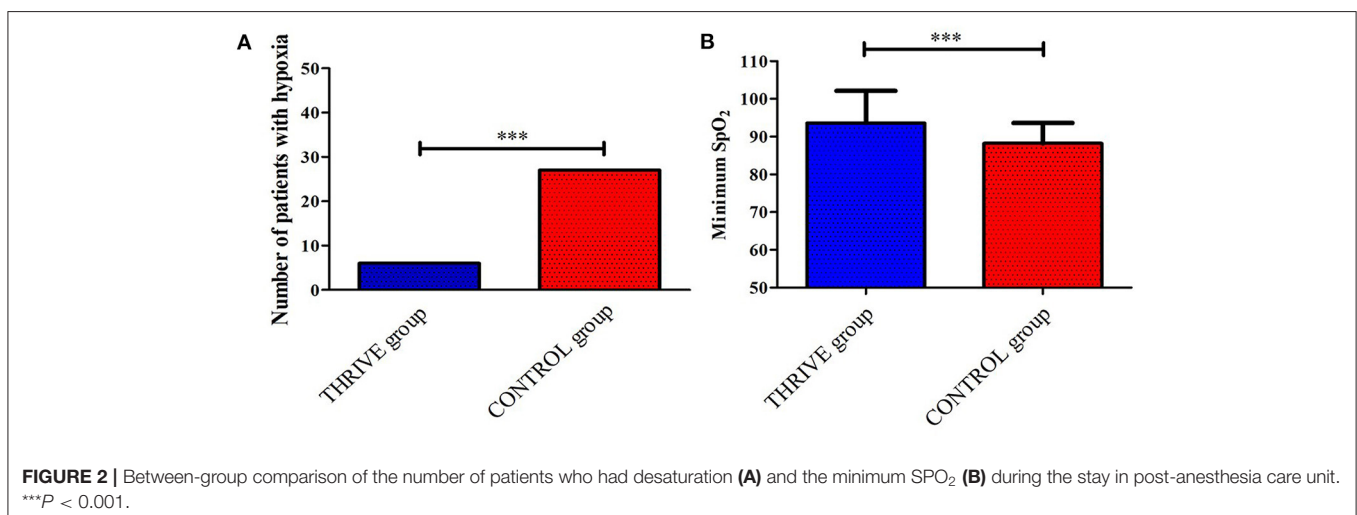 A
Number of patients with hypoxia
50
40
30
20
10
0
***
THRIVE group
CONTROL group
B
Minimum SpO₂
110
100
90
80
70
60
50
***
THRIVE group
CONTROL group
FIGURE 2 | Between-group comparison of the number of patients who had desaturation (A) and the minimum SPO₂ (B) during the stay in post-anesthesia care unit.
***P < 0.001.